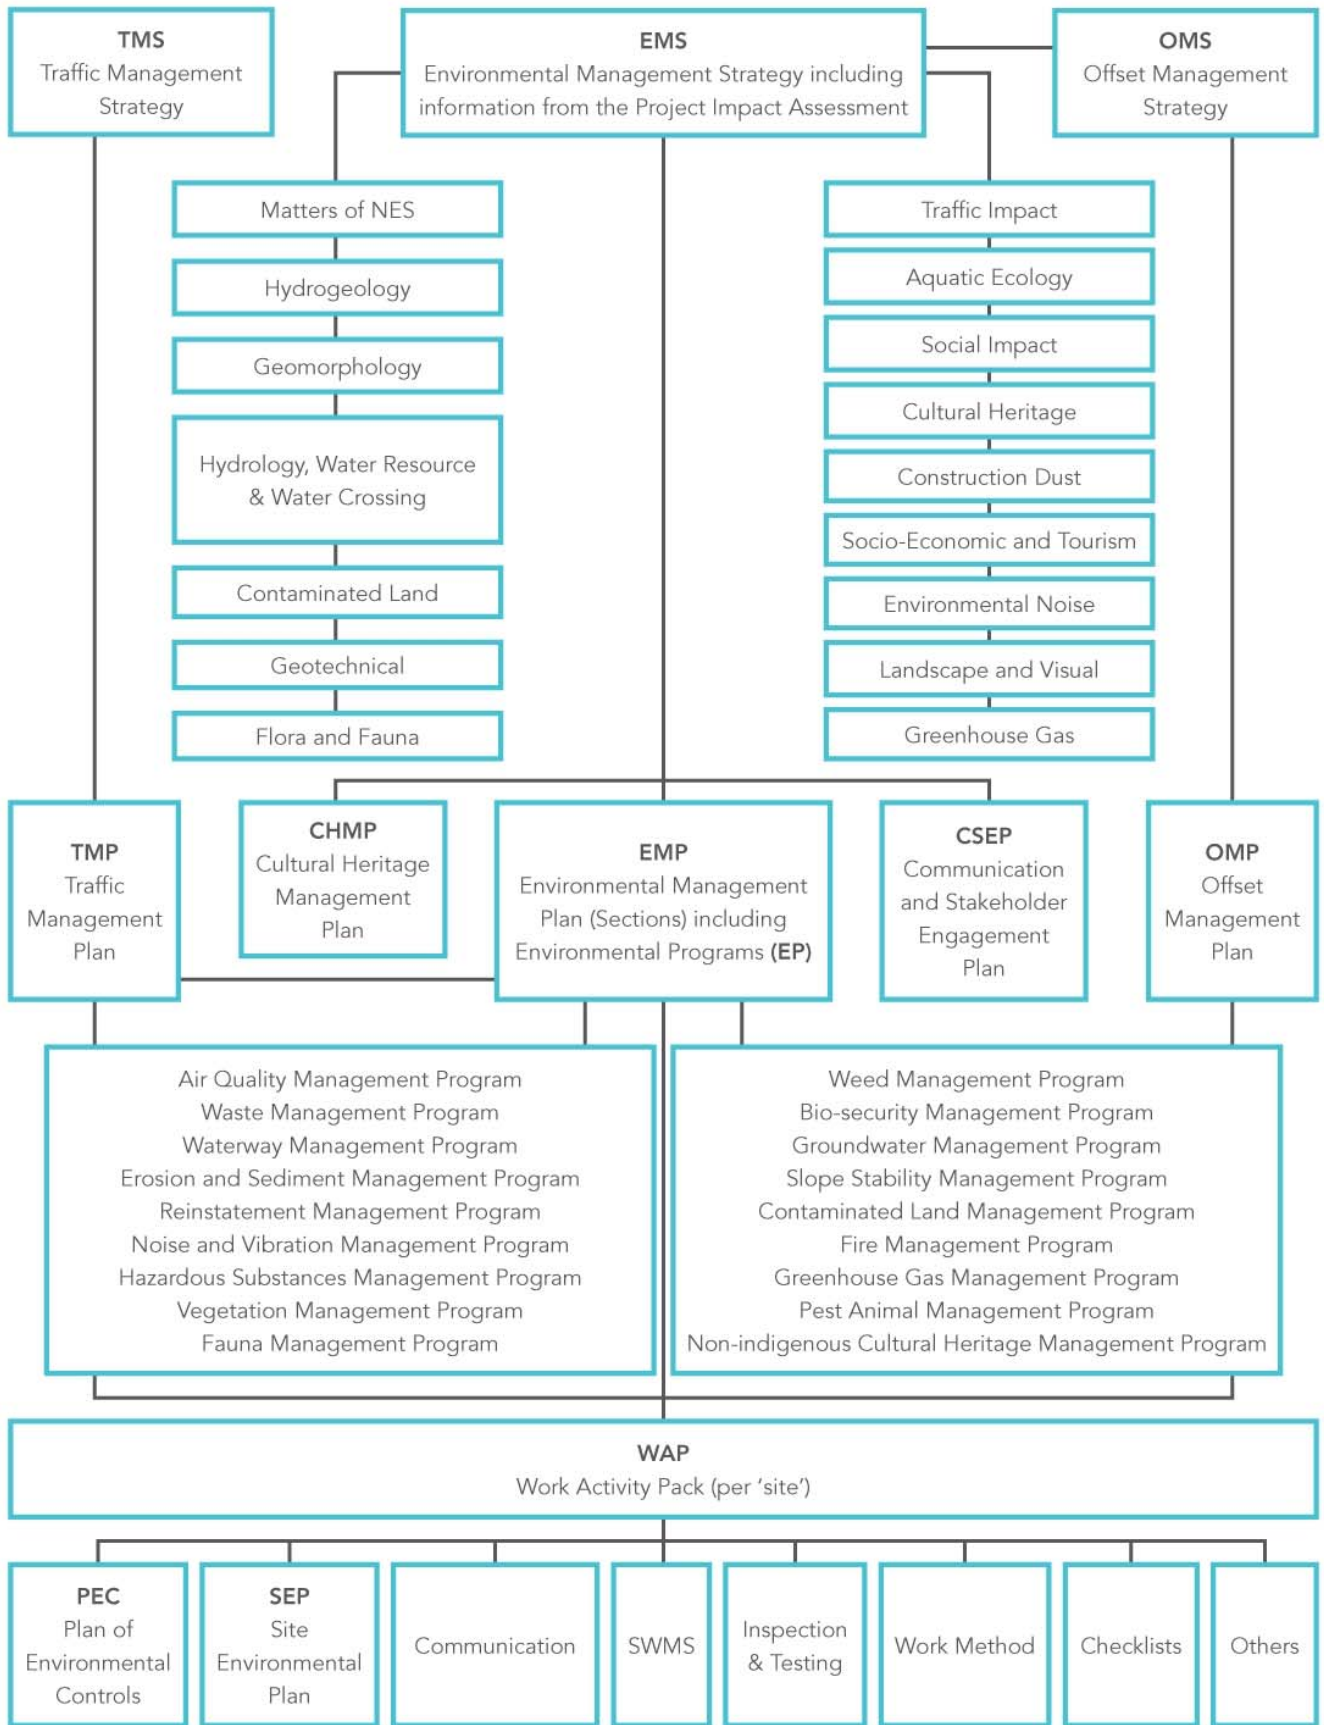 TMS
Traffic Management
Strategy
EMS
Environmental Management Strategy including
information from the Project Impact Assessment
OMS
Offset Management
Strategy
Matters of NES
Hydrogeology
Geomorphology
Hydrology, Water Resource
& Water Crossing
Contaminated Land
Geotechnical
Flora and Fauna
Traffic Impact
Aquatic Ecology
Social Impact
Cultural Heritage
Construction Dust
Socio-Economic and Tourism
Environmental Noise
Landscape and Visual
Greenhouse Gas
TMP
Traffic
Management
Plan
CHMP
Cultural Heritage
Management
Plan
EMP
Environmental Management
Plan (Sections) including
Environmental Programs (EP)
CSEP
Communication
and Stakeholder
Engagement
Plan
OMP
Offset
Management
Plan
Air Quality Management Program
Waste Management Program
Waterway Management Program
Erosion and Sediment Management Program
Reinstatement Management Program
Noise and Vibration Management Program
Hazardous Substances Management Program
Vegetation Management Program
Fauna Management Program
Weed Management Program
Bio-security Management Program
Groundwater Management Program
Slope Stability Management Program
Contaminated Land Management Program
Fire Management Program
Greenhouse Gas Management Program
Pest Animal Management Program
Non-indigenous Cultural Heritage Management Program
WAP
Work Activity Pack (per ‘site’)
PEC
Plan of
Environmental
Controls
SEP
Site
Environmental
Plan
Communication
SWMS
Inspection
& Testing
Work Method
Checklists
Others